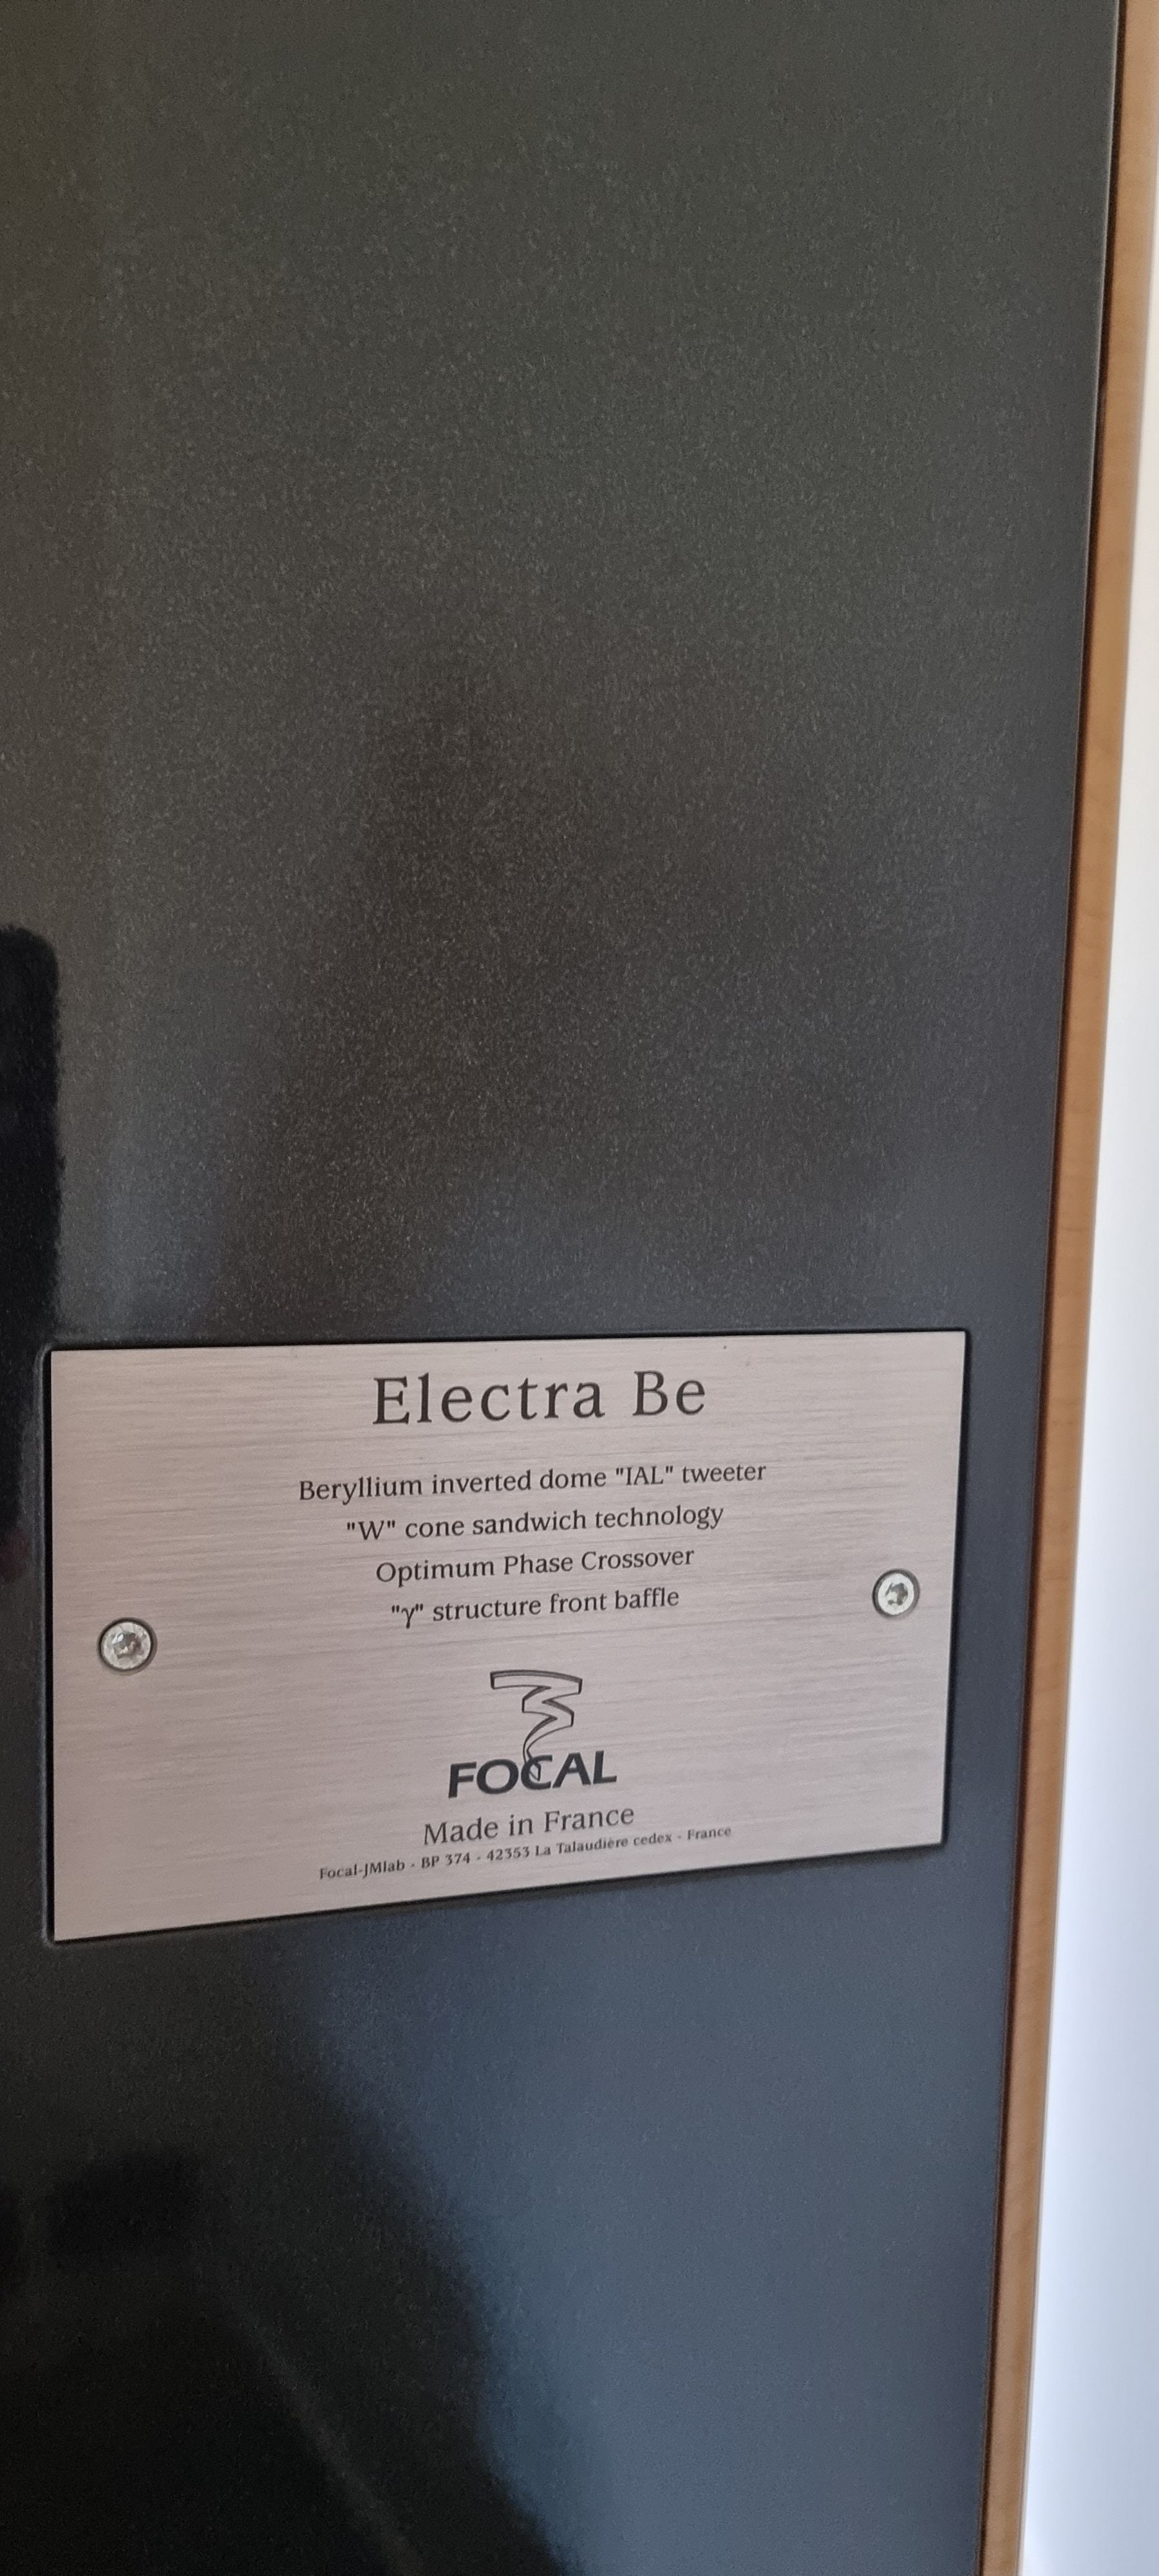 Electra Be
Beryllium inverted dome "IAL" tweeter
"W" cone sandwich technology
Optimum Phase Crossover
"γ" structure front baffle
FOCAL
Made in France
Focal-JMlab - BP 374 - 42353 La Talaudière cedex - France